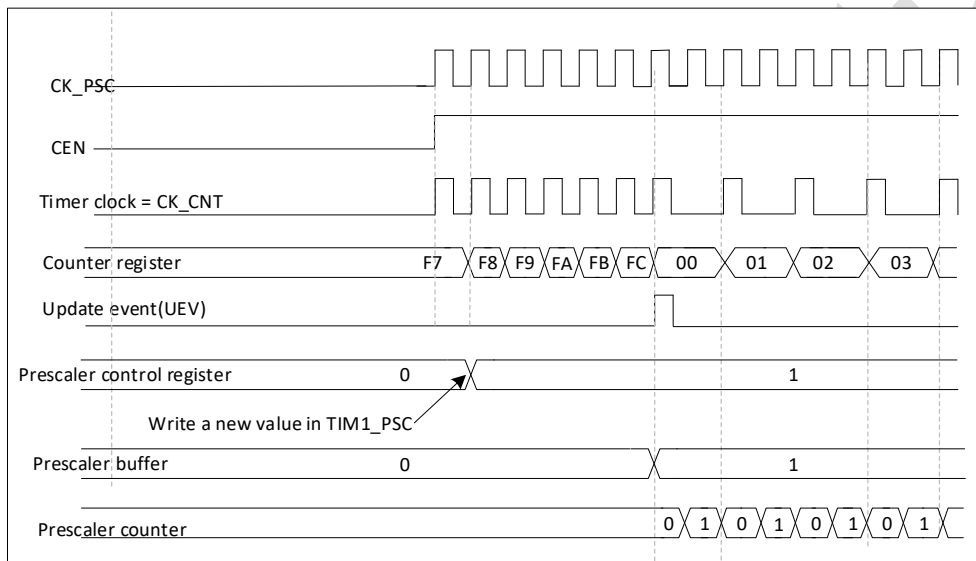 CK_PSC
CEN
Timer clock = CK_CNT
Counter register F7 F8 F9 FA FB FC 00 01 02 03
Update event(UEV)
Prescaler control register 0 1
Write a new value in TIM1_PSC
Prescaler buffer 0 1
Prescaler counter 0 1 0 1 0 1 0 1